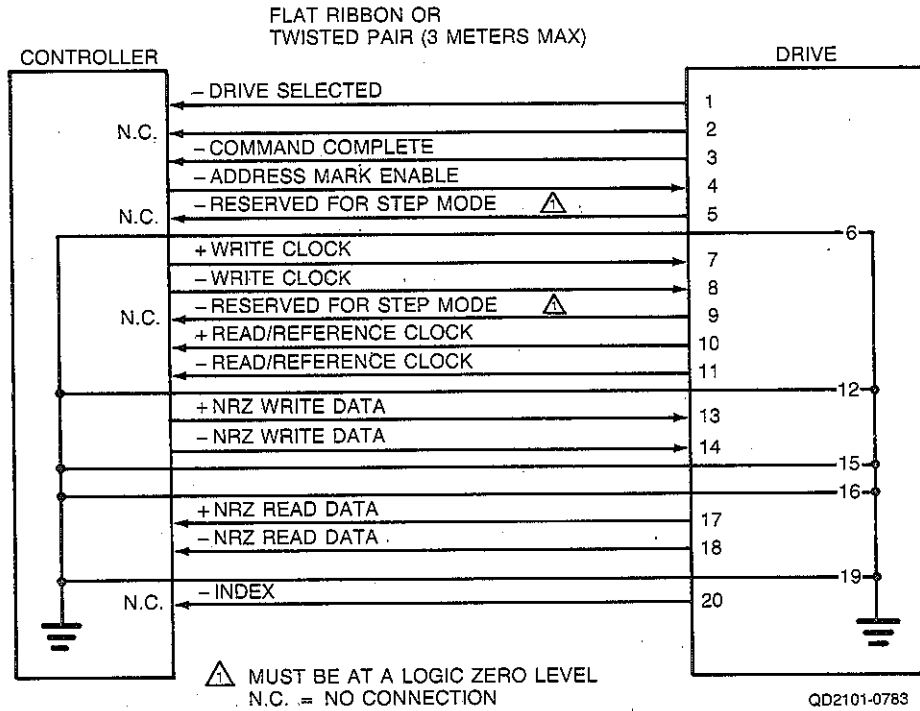 FLAT RIBBON OR
TWISTED PAIR (3 METERS MAX)
CONTROLLER
DRIVE
– DRIVE SELECTED
1
N.C.
2
– COMMAND COMPLETE
3
– ADDRESS MARK ENABLE
4
N.C.
– RESERVED FOR STEP MODE 1
5
6
+ WRITE CLOCK
7
– WRITE CLOCK
8
N.C.
– RESERVED FOR STEP MODE 1
9
+ READ/REFERENCE CLOCK
10
– READ/REFERENCE CLOCK
11
12
+ NRZ WRITE DATA
13
– NRZ WRITE DATA
14
15
16
+ NRZ READ DATA
17
– NRZ READ DATA
18
19
N.C.
– INDEX
20
1 MUST BE AT A LOGIC ZERO LEVEL
N.C. = NO CONNECTION
QD2101-0783